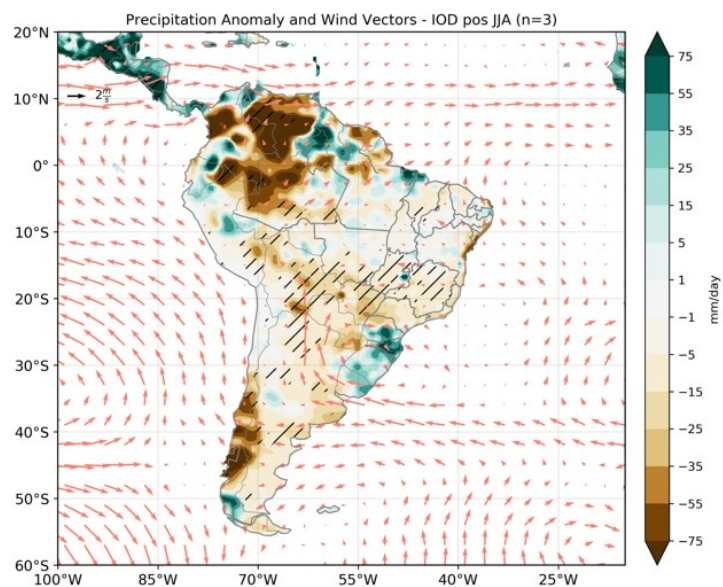 Precipitation Anomaly and Wind Vectors - IOD pos JJA (n=3)
20°N
10°N
0°
10°S
20°S
30°S
40°S
50°S
60°S
100°W 85°W 70°W 55°W 40°W 25°W
2 m/s
75
55
35
25
15
5
1
−1
−5
−15
−25
−35
−55
−75
mm/day